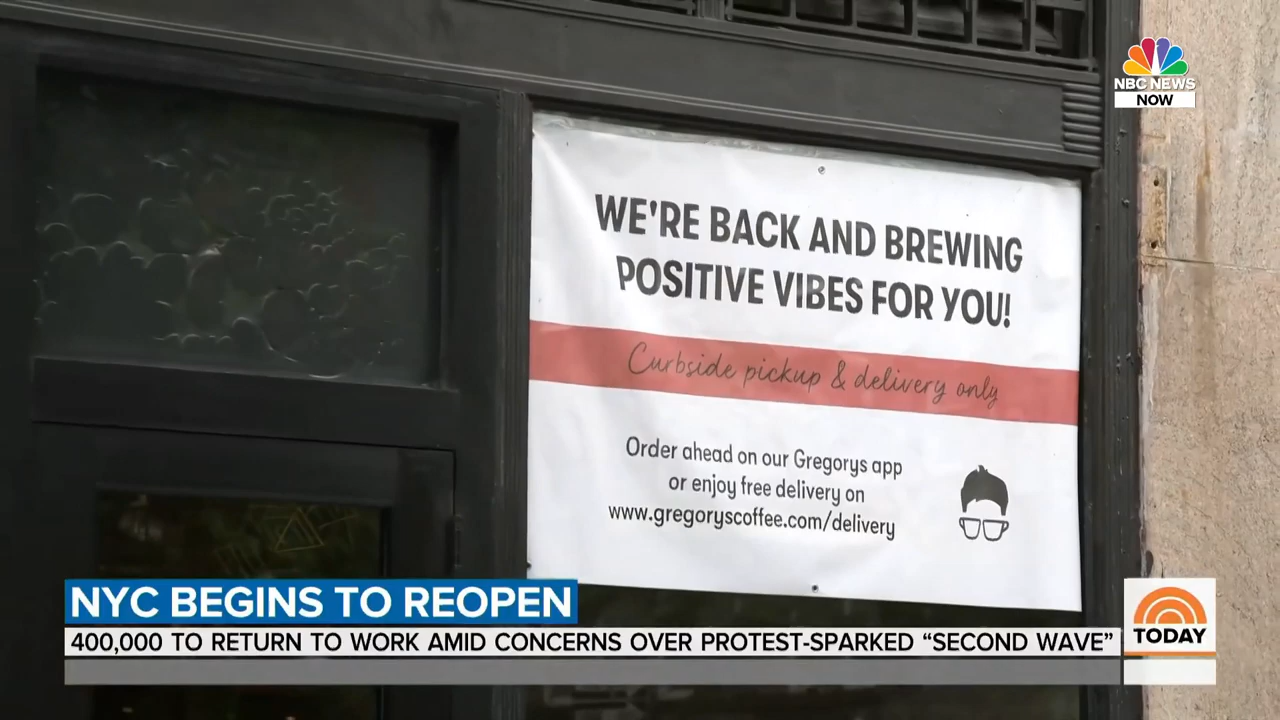 NBC NEWS
NOW
WE'RE BACK AND BREWING
POSITIVE VIBES FOR YOU!
Curbside pickup & delivery only
Order ahead on our Gregorys app
or enjoy free delivery on
www.gregoryscoffee.com/delivery
NYC BEGINS TO REOPEN
400,000 TO RETURN TO WORK AMID CONCERNS OVER PROTEST-SPARKED “SECOND WAVE”
TODAY